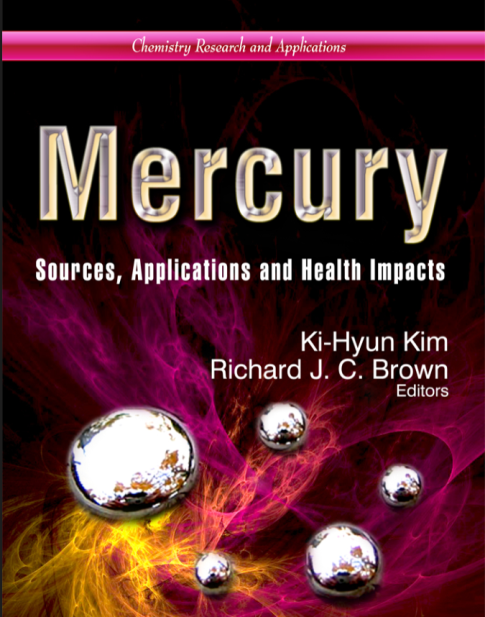 Chemistry Research and Applications
Mercury
Sources, Applications and Health Impacts
Ki-Hyun Kim
Richard J. C. Brown
Editors